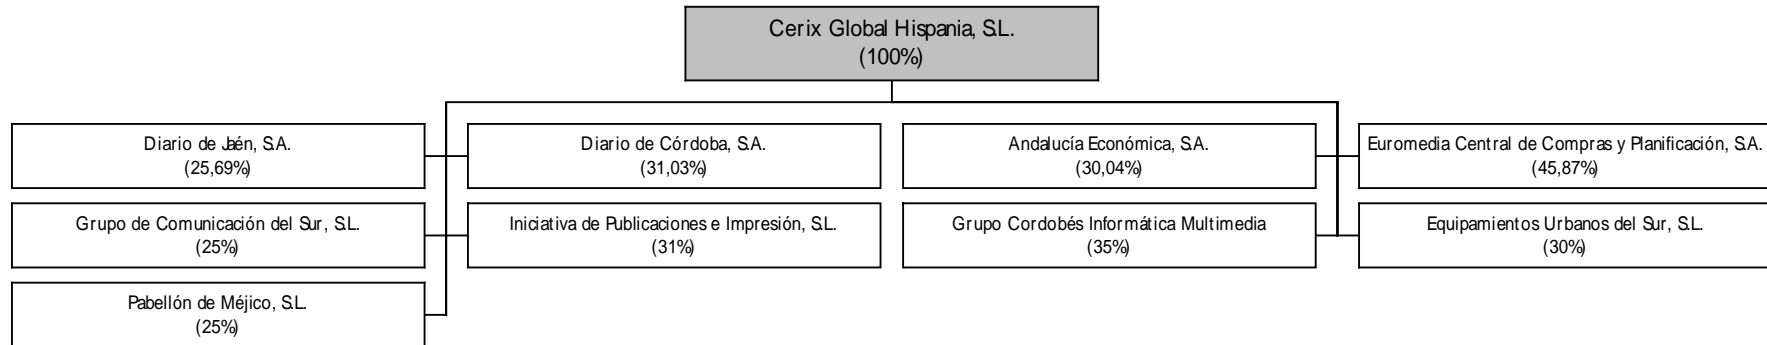 Cerix Global Hispania, S.L.
(100%)
Diario de Jaén, S.A.
(25,69%)
Diario de Córdoba, S.A.
(31,03%)
Andalucía Económica, S.A.
(30,04%)
Euromedia Central de Compras y Planificación, S.A.
(45,87%)
Grupo de Comunicación del Sur, S.L.
(25%)
Iniciativa de Publicaciones e Impresión, S.L.
(31%)
Grupo Cordobés Informática Multimedia
(35%)
Equipamientos Urbanos del Sur, S.L.
(30%)
Pabellón de Méjico, S.L.
(25%)